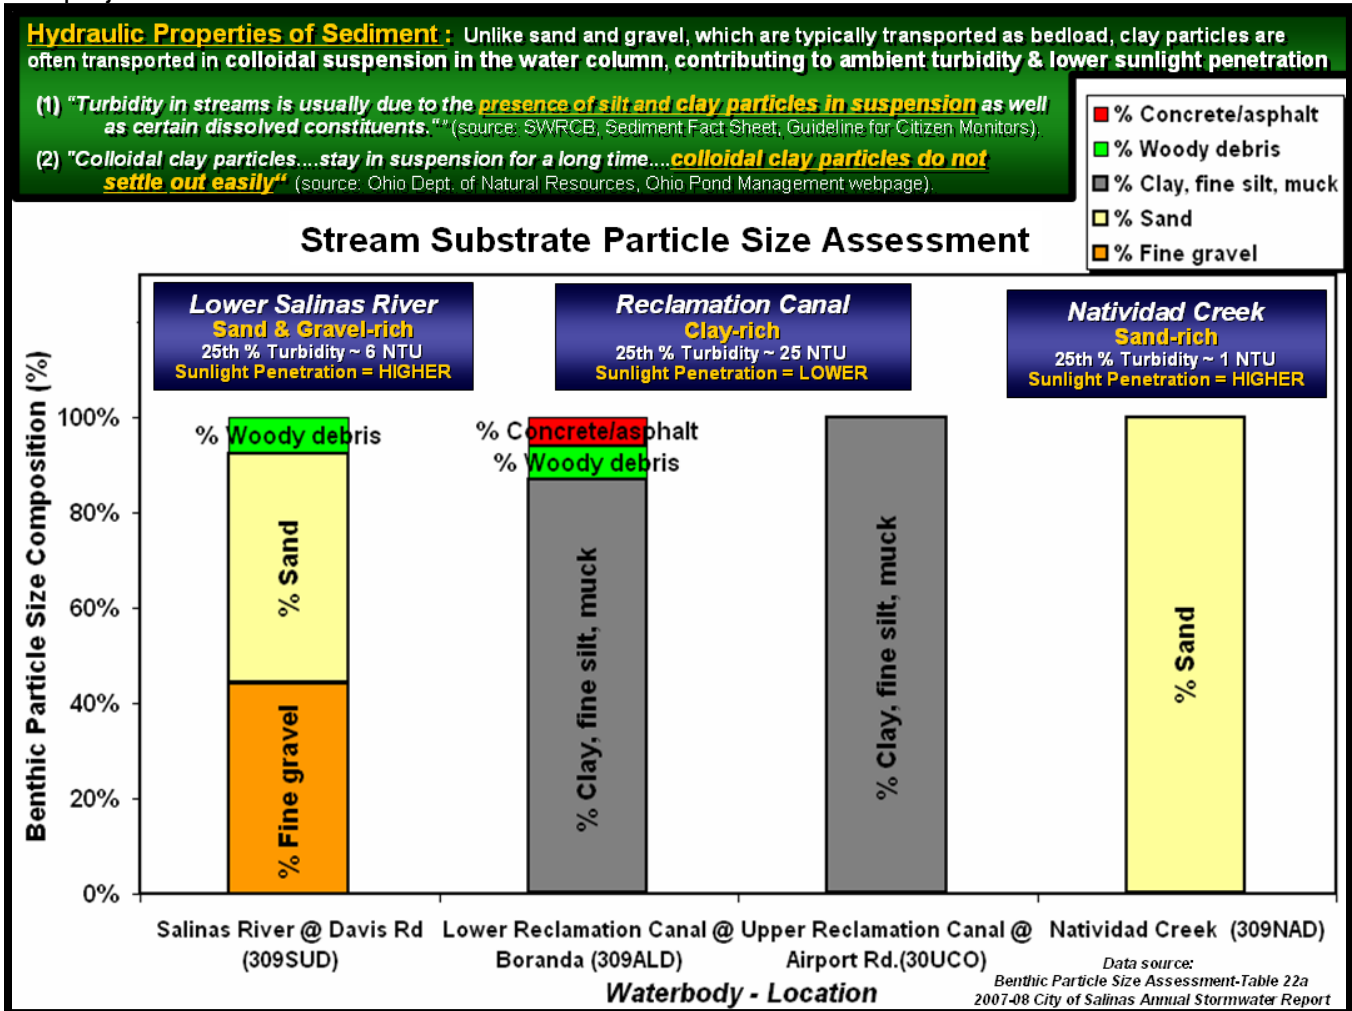 Hydraulic Properties of Sediment : Unlike sand and gravel, which are typically transported as bedload, clay particles are
often transported in colloidal suspension in the water column, contributing to ambient turbidity & lower sunlight penetration
(1) "Turbidity in streams is usually due to the presence of silt and clay particles in suspension as well
as certain dissolved constituents."" (source: SWRCB, Sediment Fact Sheet, Guideline for Citizen Monitors).
(2) "Colloidal clay particles....stay in suspension for a long time....colloidal clay particles do not
settle out easily" (source: Ohio Dept. of Natural Resources, Ohio Pond Management webpage).
% Concrete/asphalt
% Woody debris
% Clay, fine silt, muck
% Sand
% Fine gravel
Stream Substrate Particle Size Assessment
Lower Salinas River
Sand & Gravel-rich
25th % Turbidity ~ 6 NTU
Sunlight Penetration = HIGHER
Reclamation Canal
Clay-rich
25th % Turbidity ~ 25 NTU
Sunlight Penetration = LOWER
Natividad Creek
Sand-rich
25th % Turbidity ~ 1 NTU
Sunlight Penetration = HIGHER
Benthic Particle Size Composition (%)
100%
80%
60%
40%
20%
0%
% Woody debris
% Sand
% Fine gravel
% Concrete/asphalt
% Woody debris
% Clay, fine silt, muck
% Clay, fine silt, muck
% Sand
Salinas River @ Davis Rd
(309SUD)
Lower Reclamation Canal @
Boranda (309ALD)
Upper Reclamation Canal @
Airport Rd.(30UCO)
Natividad Creek (309NAD)
Waterbody - Location
Data source:
Benthic Particle Size Assessment-Table 22a
2007-08 City of Salinas Annual Stormwater Report